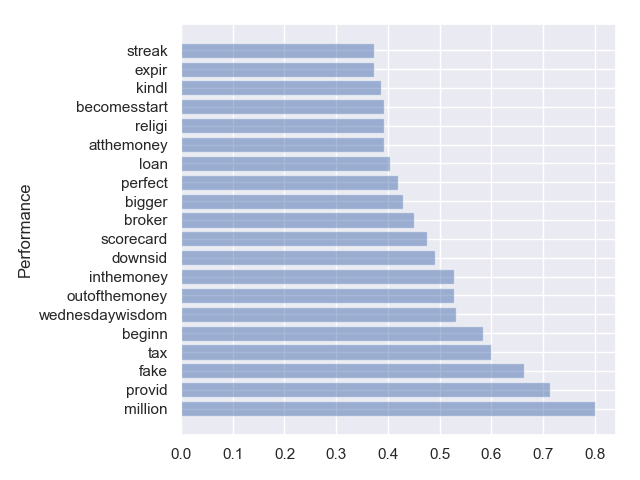 streak
expir
kindl
becomesstart
religi
atthemoney
loan
perfect
bigger
broker
scorecard
downsid
inthemoney
outofthemoney
wednesdaywisdom
beginn
tax
fake
provid
million
Performance
0.0 0.1 0.2 0.3 0.4 0.5 0.6 0.7 0.8